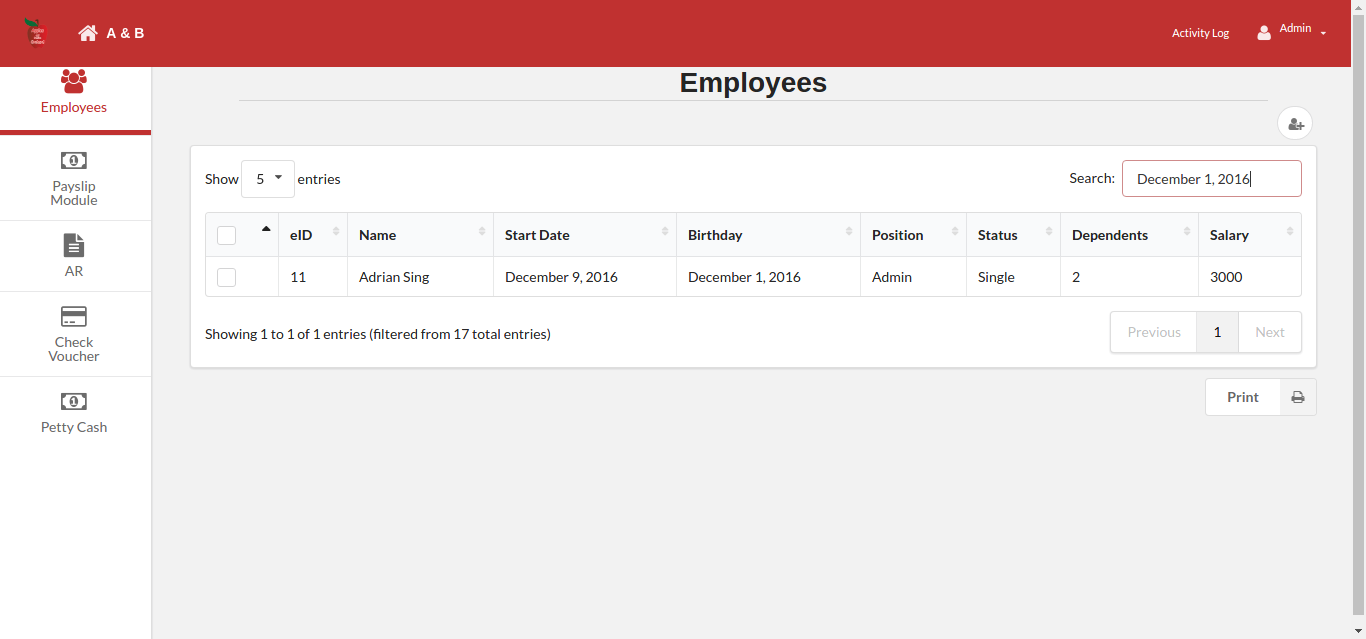 A & B
Activity Log
Admin
Employees
Payslip
Module
AR
Check
Voucher
Petty Cash
Employees
Show 5 entries
Search: December 1, 2016
eID Name Start Date Birthday Position Status Dependents Salary
11 Adrian Sing December 9, 2016 December 1, 2016 Admin Single 2 3000
Showing 1 to 1 of 1 entries (filtered from 17 total entries)
Previous 1 Next
Print